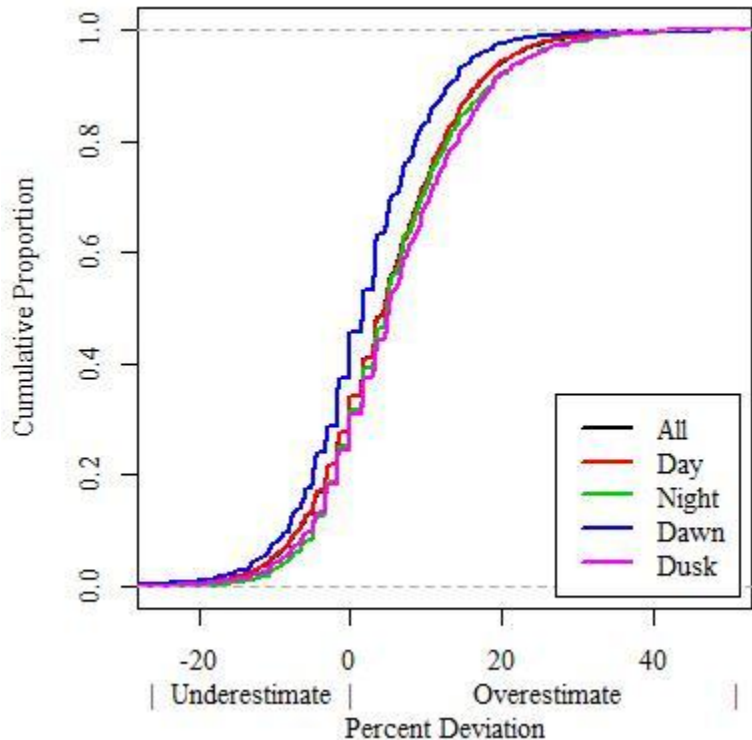 Cumulative Proportion
1.0
0.8
0.6
0.4
0.2
0.0
All
Day
Night
Dawn
Dusk
-20 0 20 40
| Underestimate | Overestimate |
Percent Deviation